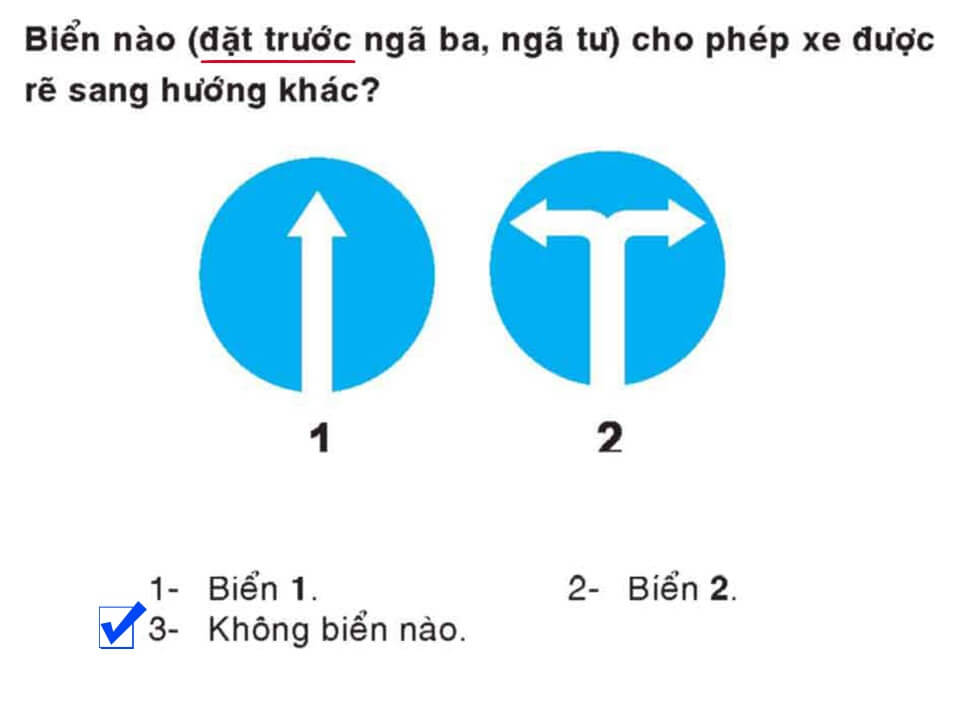 Biển nào (đặt trước ngã ba, ngã tư) cho phép xe được
rẽ sang hướng khác?
1 2
1- Biển 1. 2- Biển 2.
3- Không biển nào.